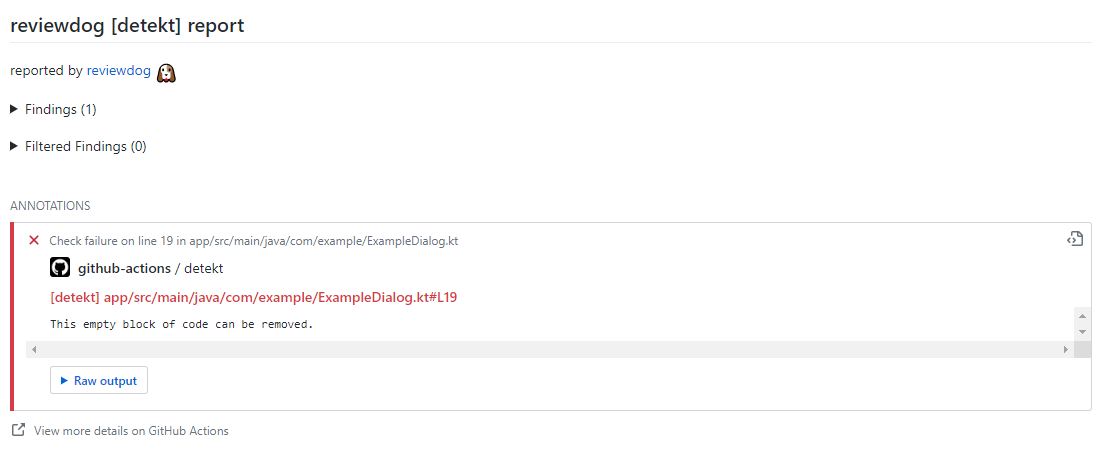 reviewdog [detekt] report
reported by reviewdog
Findings (1)
Filtered Findings (0)
ANNOTATIONS
Check failure on line 19 in app/src/main/java/com/example/ExampleDialog.kt
github-actions / detekt
[detekt] app/src/main/java/com/example/ExampleDialog.kt#L19
This empty block of code can be removed.
Raw output
View more details on GitHub Actions